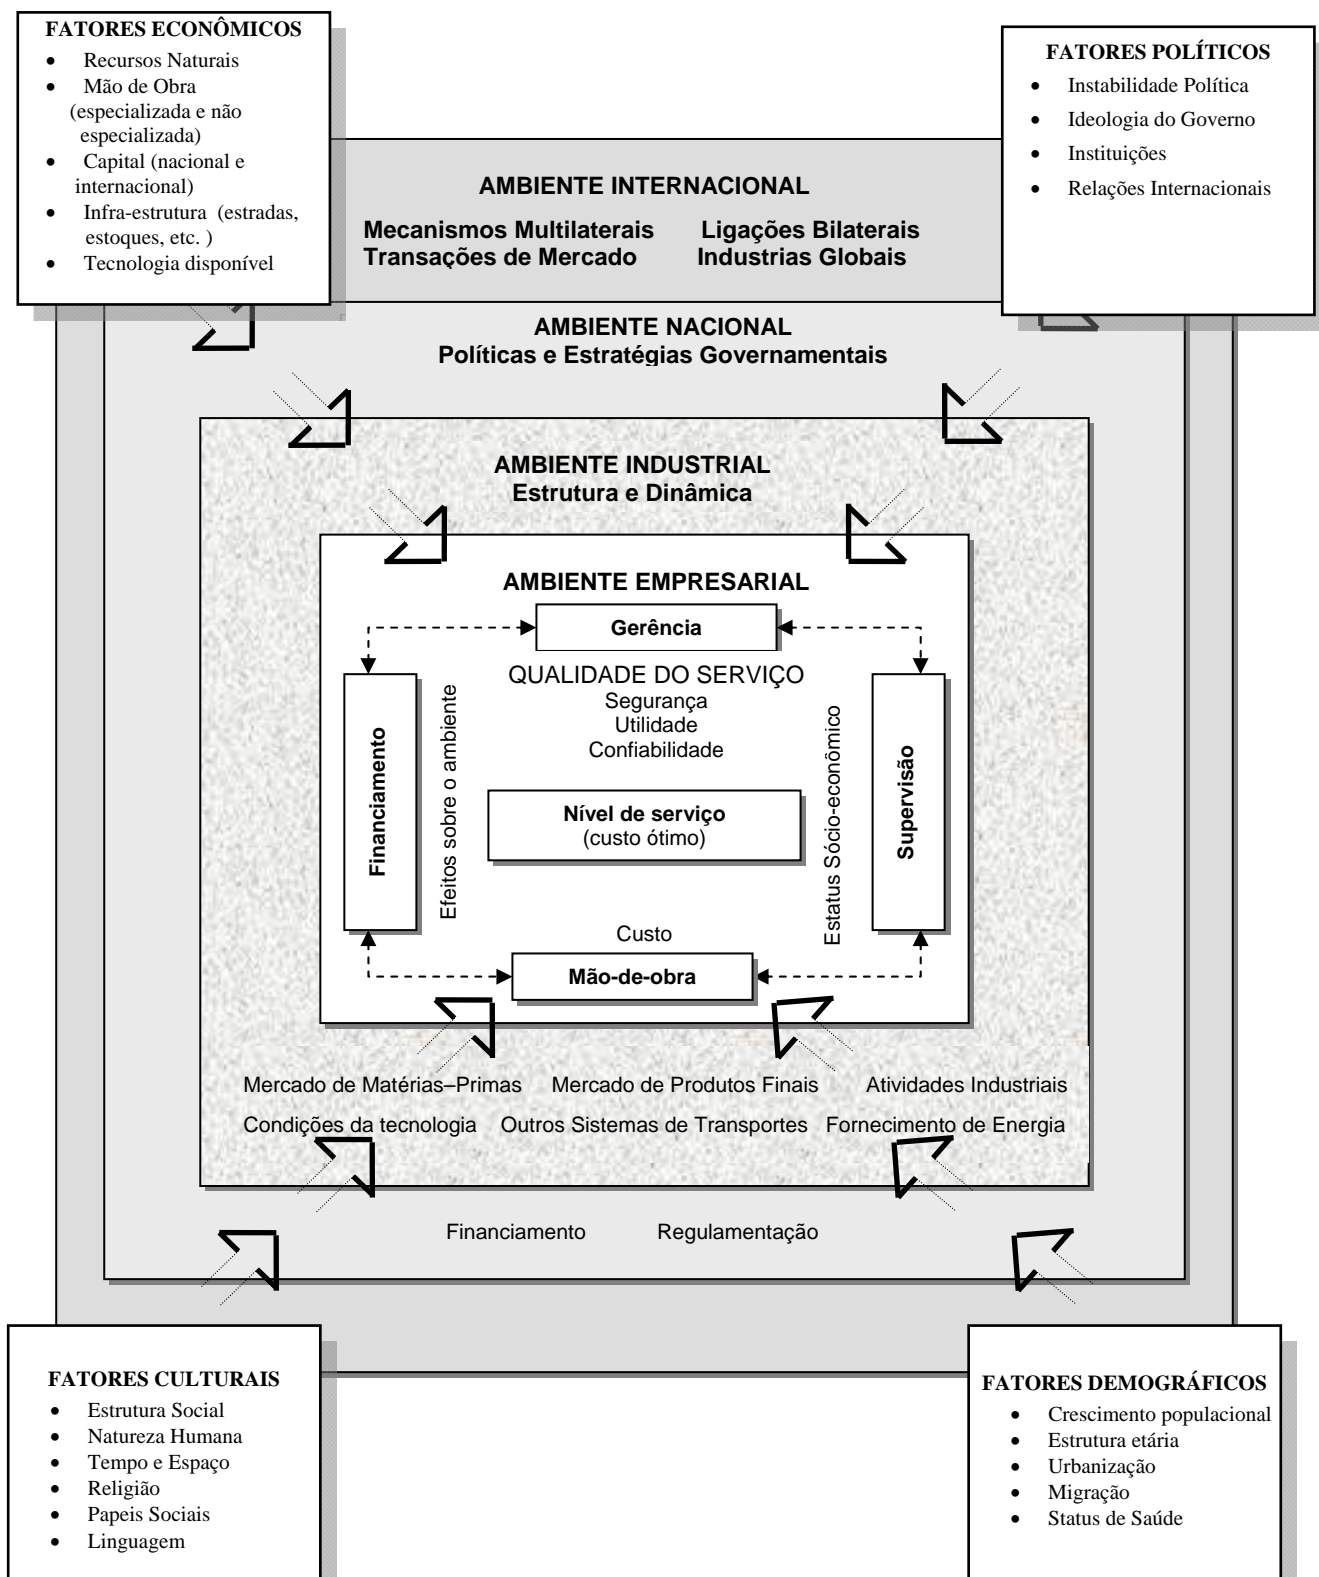 FATORES ECONÔMICOS
• Recursos Naturais
• Mão de Obra
(especializada e não
especializada)
• Capital (nacional e
internacional)
• Infra-estrutura (estradas,
estoques, etc. )
• Tecnologia disponível
FATORES POLÍTICOS
• Instabilidade Política
• Ideologia do Governo
• Instituições
• Relações Internacionais
AMBIENTE INTERNACIONAL
Mecanismos Multilaterais Ligações Bilaterais
Transações de Mercado Industrias Globais
AMBIENTE NACIONAL
Políticas e Estratégias Governamentais
AMBIENTE INDUSTRIAL
Estrutura e Dinâmica
AMBIENTE EMPRESARIAL
Gerência
QUALIDADE DO SERVIÇO
Segurança
Utilidade
Confiabilidade
Financiamento
Efeitos sobre o ambiente
Nível de serviço
(custo ótimo)
Estatus Sócio-econômico
Supervisão
Custo
Mão-de-obra
Mercado de Matérias–Primas Mercado de Produtos Finais Atividades Industriais
Condições da tecnologia Outros Sistemas de Transportes Fornecimento de Energia
Financiamento Regulamentação
FATORES CULTURAIS
• Estrutura Social
• Natureza Humana
• Tempo e Espaço
• Religião
• Papeis Sociais
• Linguagem
FATORES DEMOGRÁFICOS
• Crescimento populacional
• Estrutura etária
• Urbanização
• Migração
• Status de Saúde